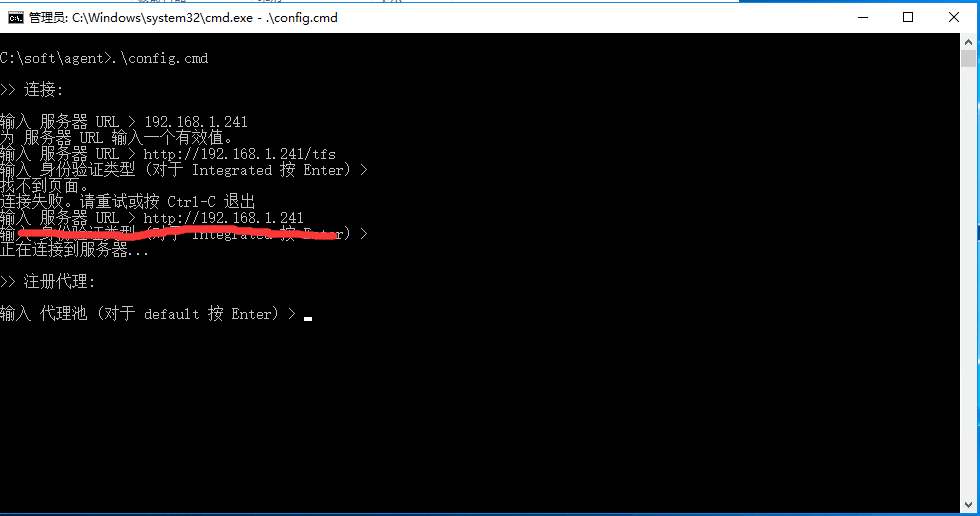 管理员: C:\Windows\system32\cmd.exe - .\config.cmd
C:\soft\agent>.\config.cmd
>> 连接:
输入 服务器 URL > 192.168.1.241
为 服务器 URL 输入一个有效值。
输入 服务器 URL > http://192.168.1.241/tfs
输入 身份验证类型 (对于 Integrated 按 Enter) >
找不到页面。
连接失败。请重试或按 Ctrl-C 退出
输入 服务器 URL > http://192.168.1.241
输入 身份验证类型 (对于 Integrated 按 Enter) >
正在连接到服务器...
>> 注册代理:
输入 代理池 (对于 default 按 Enter) >